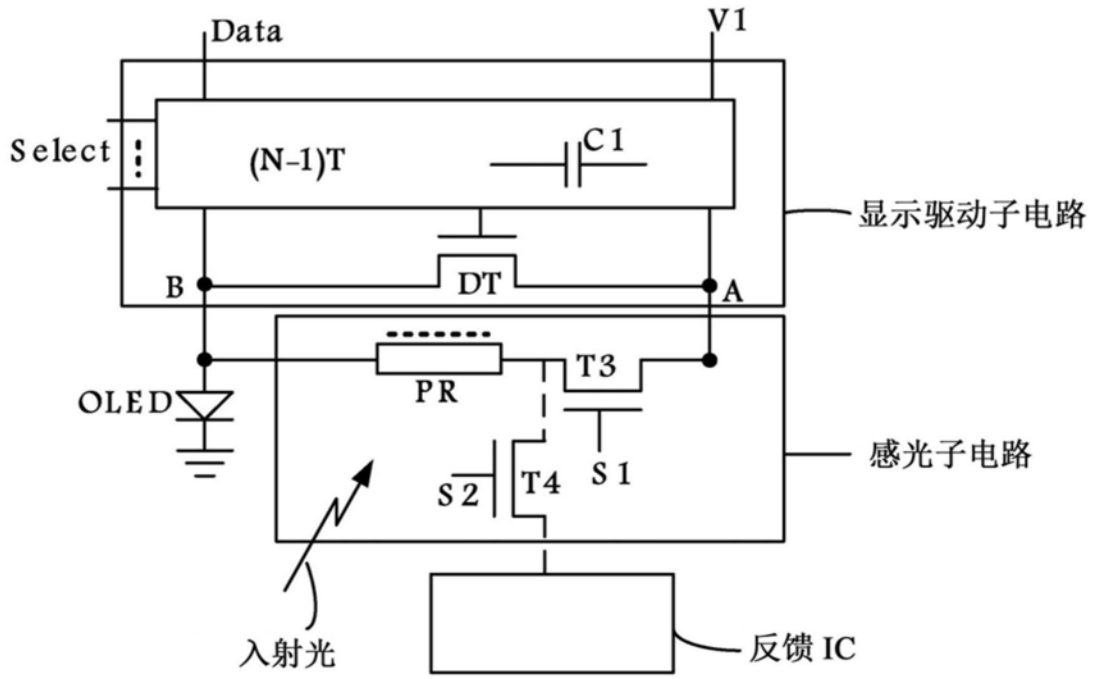 Data
V1
Select
(N-1)T
C1
显示驱动子电路
B
DT
A
T3
PR
OLED
感光子电路
S1
S2
T4
入射光
反馈 IC